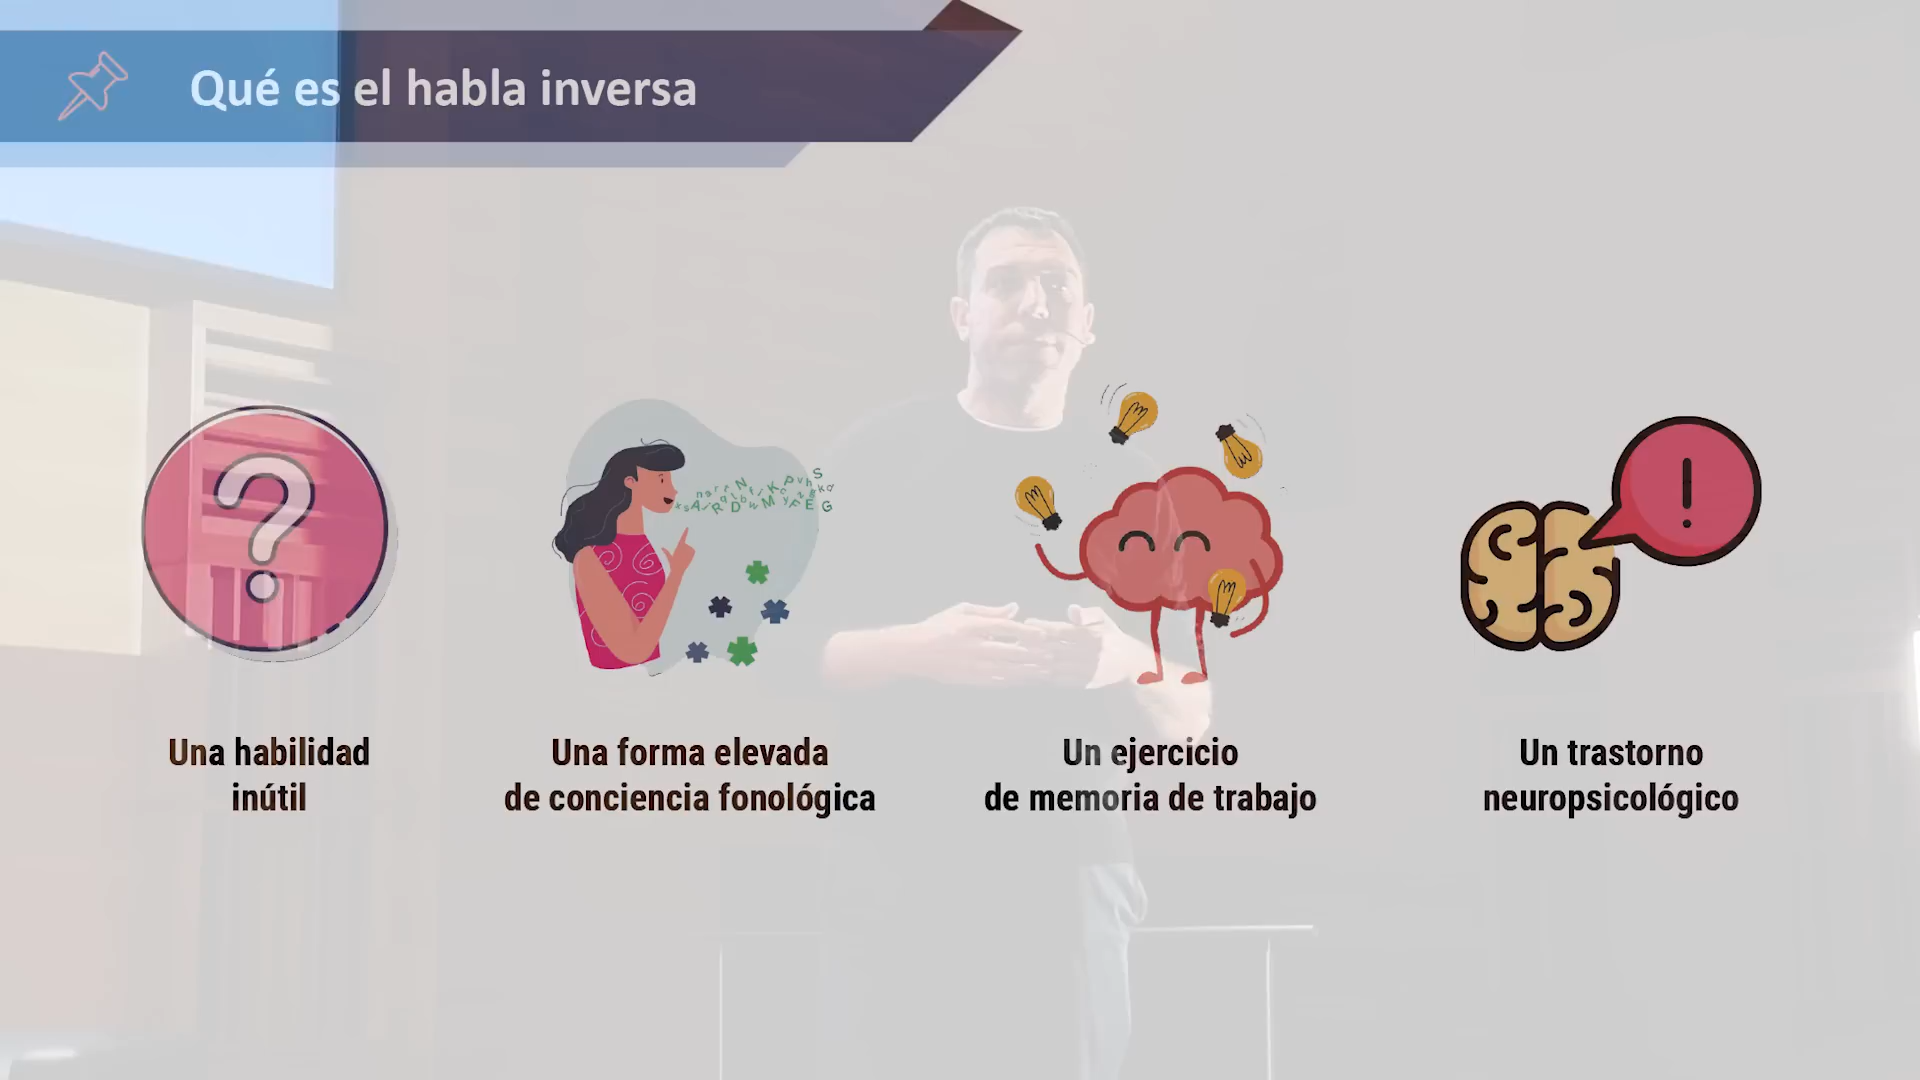 Qué es el habla inversa
Una habilidad
inútil
Una forma elevada
de conciencia fonológica
Un ejercicio
de memoria de trabajo
Un trastorno
neuropsicológico